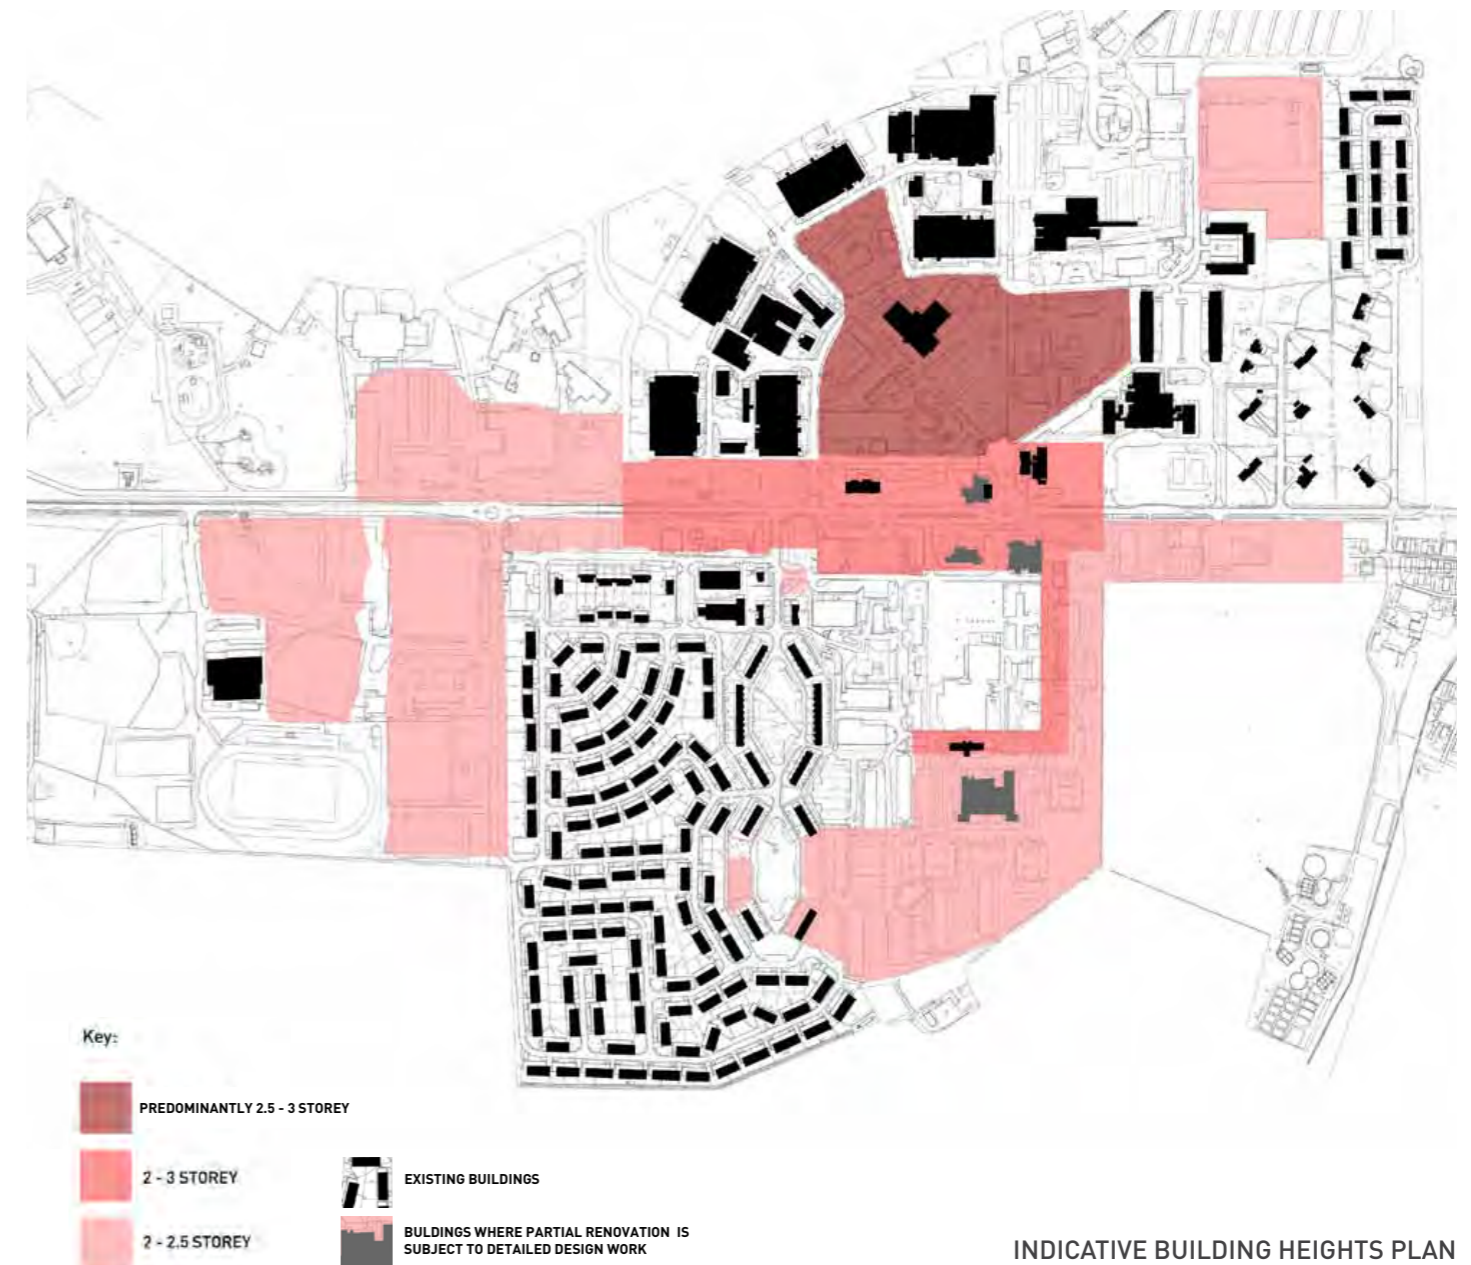 Key:
PREDOMINANTLY 2.5 - 3 STOREY
2 - 3 STOREY
2 - 2.5 STOREY
EXISTING BUILDINGS
BULDINGS WHERE PARTIAL RENOVATION IS
SUBJECT TO DETAILED DESIGN WORK
INDICATIVE BUILDING HEIGHTS PLAN